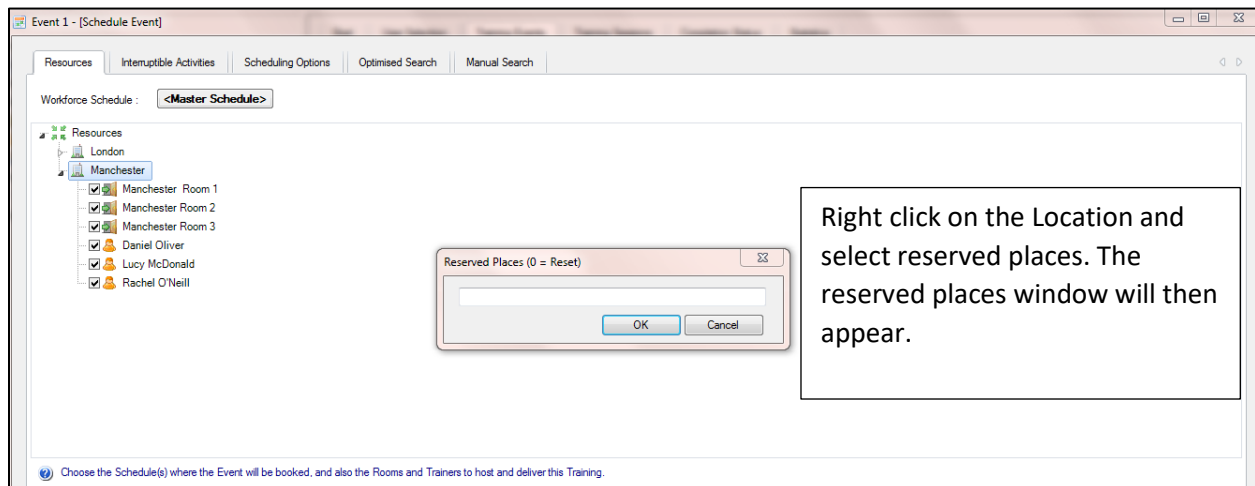 Event 1 - [Schedule Event]
Resources Interruptible Activities Scheduling Options Optimised Search Manual Search
Workforce Schedule : <Master Schedule>
Resources
London
Manchester
Manchester Room 1
Manchester Room 2
Manchester Room 3
Daniel Oliver
Lucy McDonald
Rachel O'Neill
Reserved Places (0 = Reset)
OK Cancel
Right click on the Location and
select reserved places. The
reserved places window will then
appear.
Choose the Schedule(s) where the Event will be booked, and also the Rooms and Trainers to host and deliver this Training.